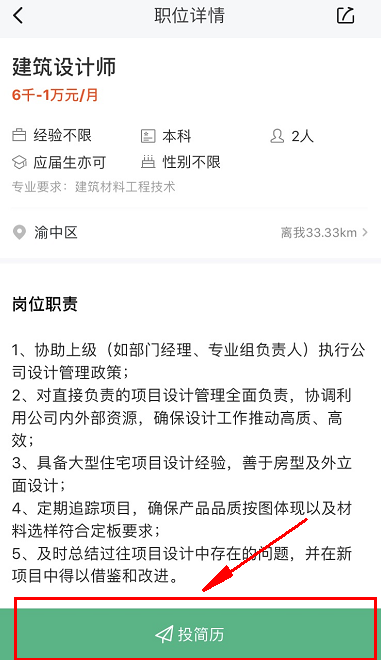 职位详情
建筑设计师
6千-1万元/月
经验不限 本科 2人
应届生亦可 性别不限
专业要求：建筑材料工程技术
渝中区 离我33.33km
岗位职责
1、协助上级（如部门经理、专业组负责人）执行公
司设计管理政策；
2、对直接负责的项目设计管理全面负责，协调利
用公司内外部资源，确保设计工作推动高质、高
效；
3、具备大型住宅项目设计经验，善于房型及外立
面设计；
4、定期追踪项目，确保产品品质按图体现以及材
料选样符合定板要求；
5、及时总结过往项目设计中存在的问题，并在新
项目中得以借鉴和改进。
投简历